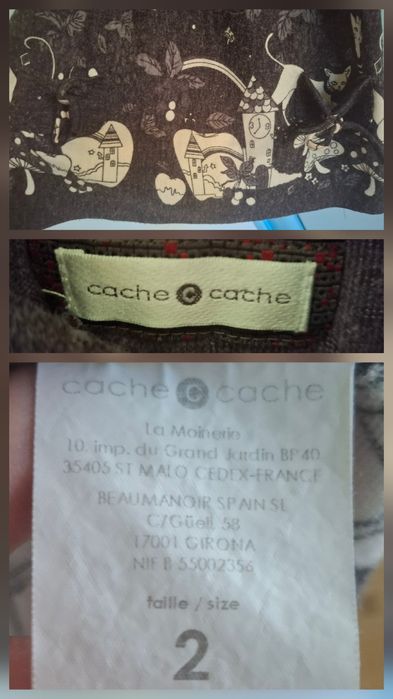 cache c cache
cache c cache
La Moinerie
10, imp. du Grand Jardin BP 40
35405 ST MALO CEDEX-FRANCE
BEAUMANOIR SPAIN SL
C/Güell, 58
17001 GIRONA
NIF B 55002356
taille / size
2